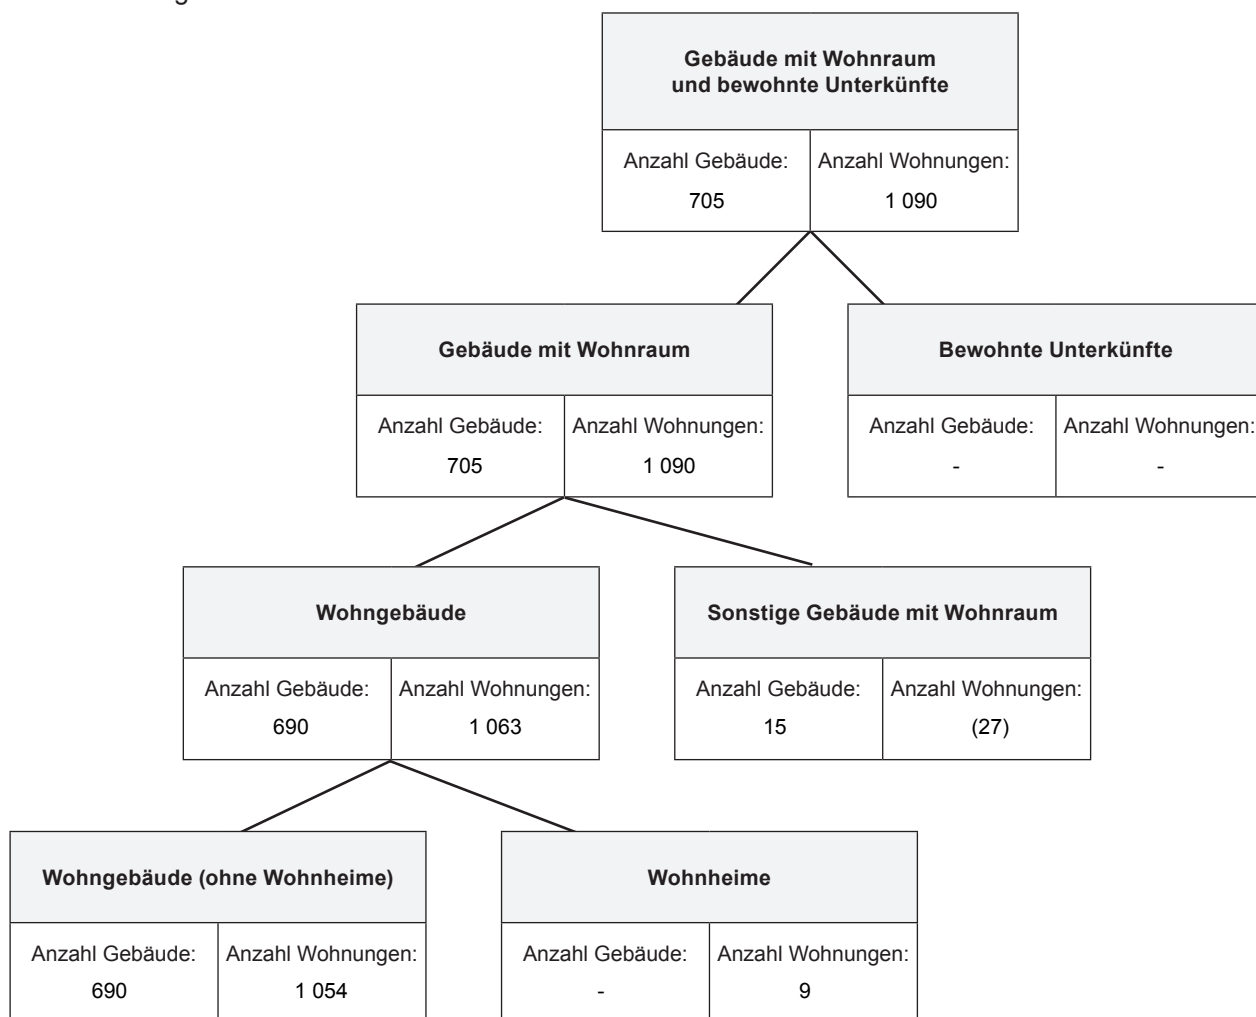 Gebäude mit Wohnraum
und bewohnte Unterkünfte
Anzahl Gebäude: Anzahl Wohnungen:
705 1 090
Gebäude mit Wohnraum
Anzahl Gebäude: Anzahl Wohnungen:
705 1 090
Bewohnte Unterkünfte
Anzahl Gebäude: Anzahl Wohnungen:
- -
Wohngebäude
Anzahl Gebäude: Anzahl Wohnungen:
690 1 063
Sonstige Gebäude mit Wohnraum
Anzahl Gebäude: Anzahl Wohnungen:
15 (27)
Wohngebäude (ohne Wohnheime)
Anzahl Gebäude: Anzahl Wohnungen:
690 1 054
Wohnheime
Anzahl Gebäude: Anzahl Wohnungen:
- 9